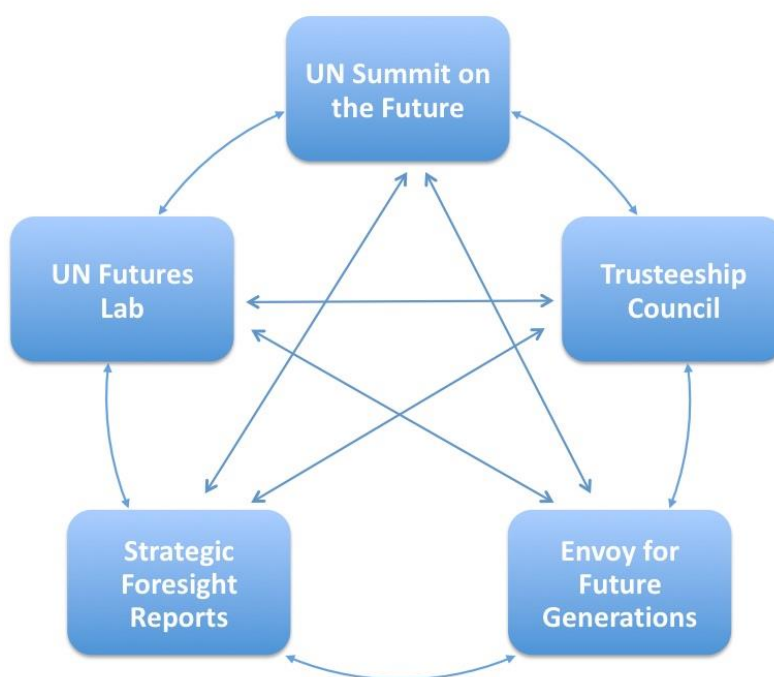 UN Summit on
the Future
UN Futures
Lab
Trusteeship
Council
Strategic
Foresight
Reports
Envoy for
Future
Generations